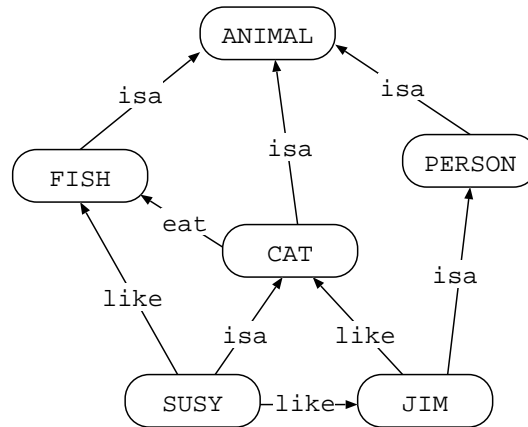 ANIMAL
isa
isa
isa
FISH
PERSON
eat
CAT
like
isa
like
isa
SUSY
like
JIM